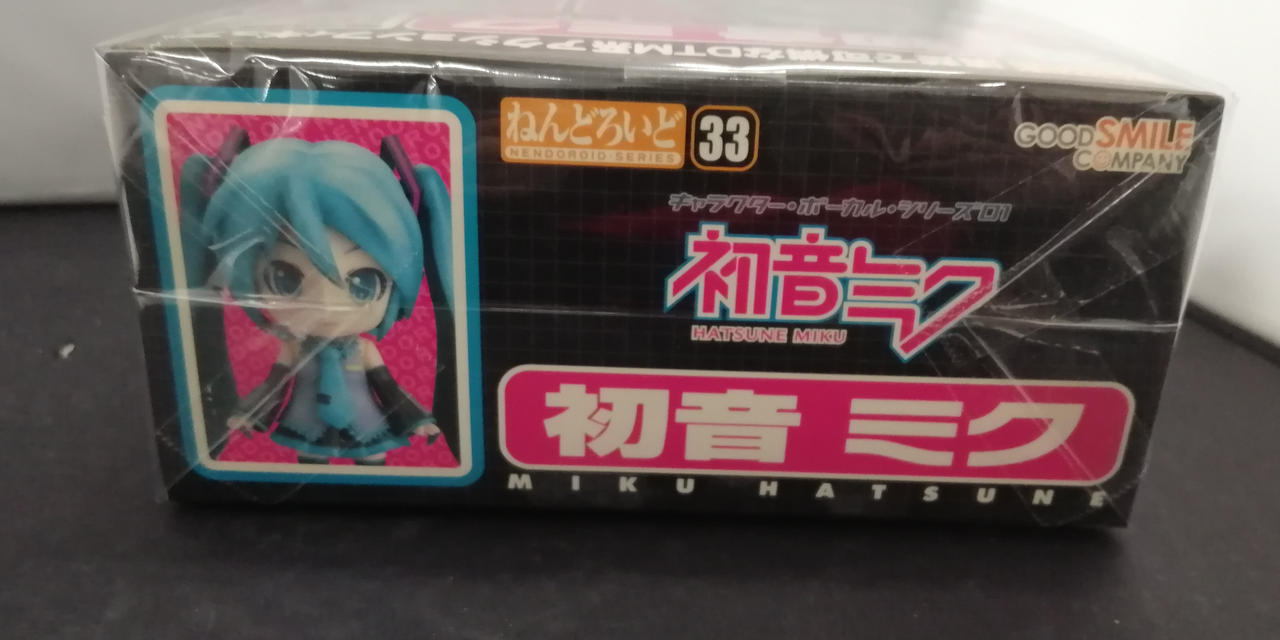 ねんどろいど
NENDOROID·SERIES
33
GOOD SMILE
COMPANY
キャラクター・ボーカル・シリーズ01
初音ミク
HATSUNE MIKU
初音 ミク
MIKU HATSUNE